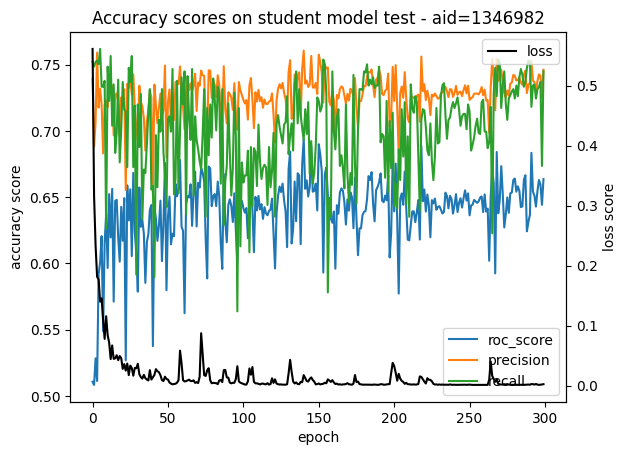 Accuracy scores on student model test - aid=1346982
loss
0.75
0.70
0.65
0.60
0.55
0.50
accuracy score
0.5
0.4
0.3
0.2
0.1
0.0
loss score
roc_score
precision
recall
0
50
100
150
200
250
300
epoch